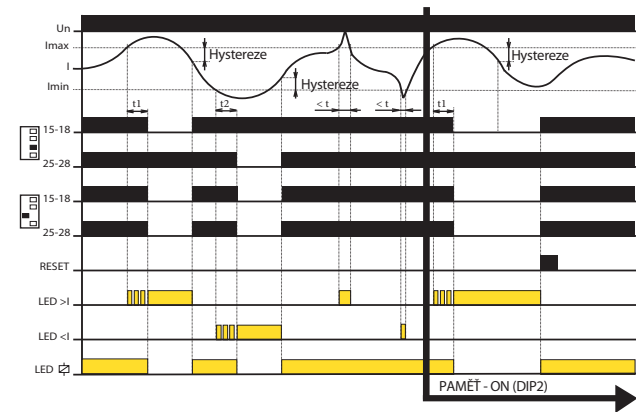 Un
Imax
I
Imin
Hystereze
Hystereze
Hystereze
t1
t2
< t
< t
t1
15-18
25-28
15-18
25-28
RESET
LED >I
LED <I
LED
PAMĚŤ - ON (DIP2)